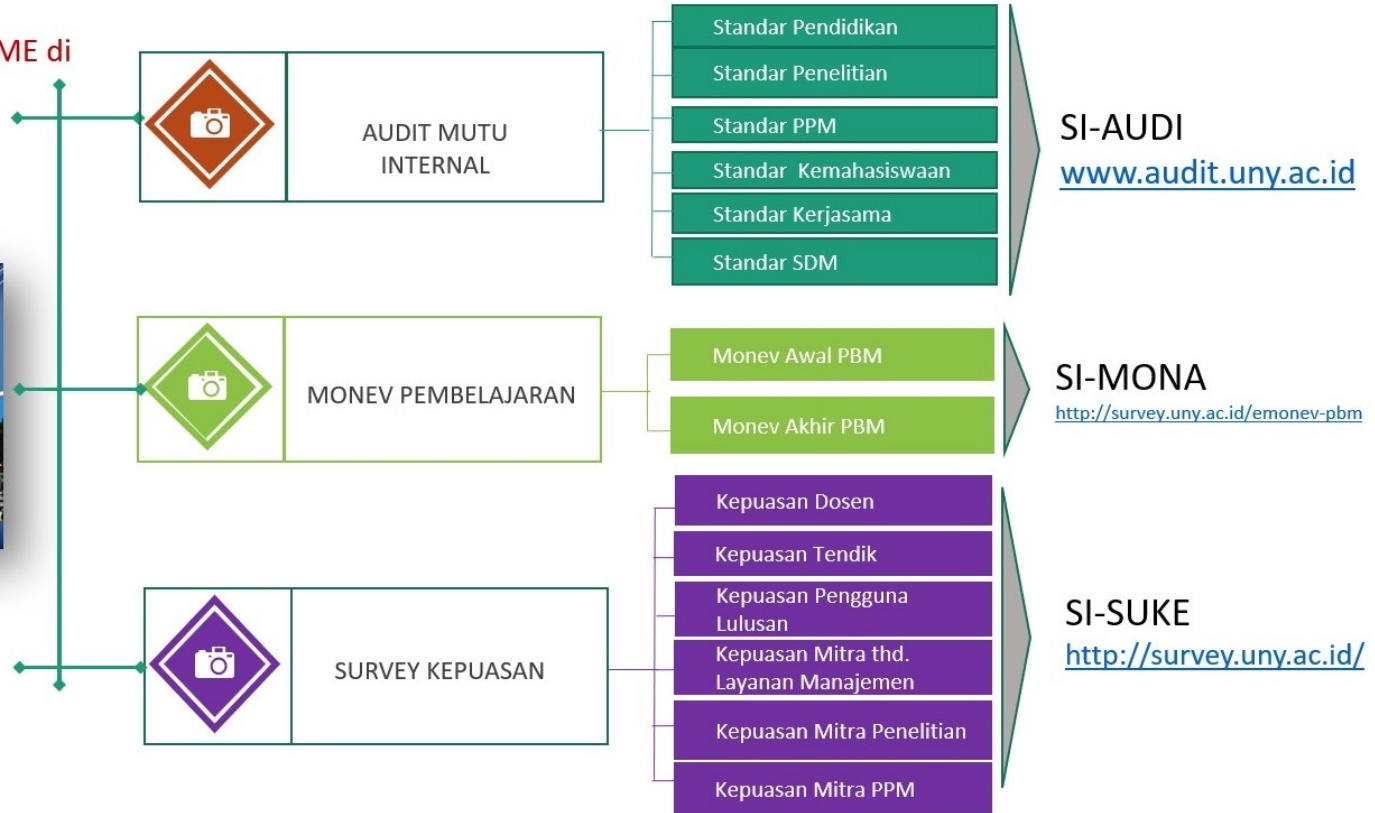 ME di
AUDIT MUTU
INTERNAL
Standar Pendidikan
Standar Penelitian
Standar PPM
Standar Kemahasiswaan
Standar Kerjasama
Standar SDM
SI-AUDI
www.audit.uny.ac.id
MONEV PEMBELAJARAN
Monev Awal PBM
Monev Akhir PBM
SI-MONA
http://survey.uny.ac.id/emonev-pbm
SURVEY KEPUASAN
Kepuasan Dosen
Kepuasan Tendik
Kepuasan Pengguna
Lulusan
Kepuasan Mitra thd.
Layanan Manajemen
Kepuasan Mitra Penelitian
Kepuasan Mitra PPM
SI-SUKE
http://survey.uny.ac.id/